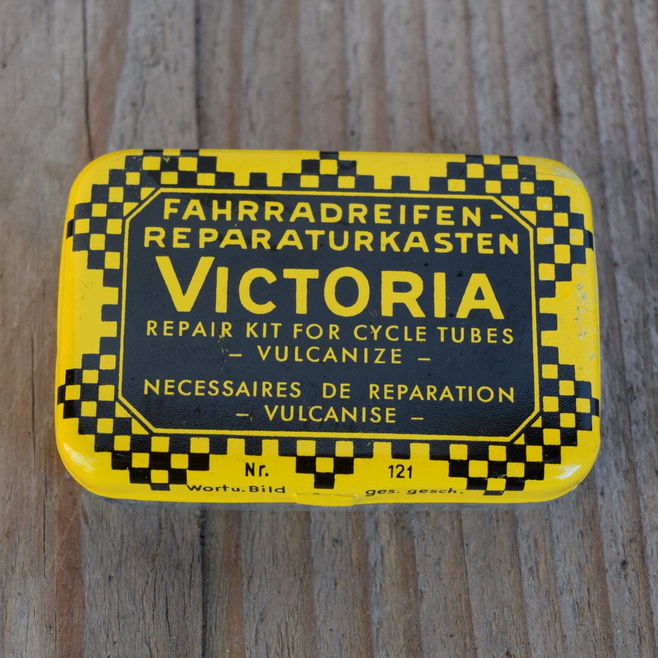 FAHRRADREIFEN-
REPARATURKASTEN
VICTORIA
REPAIR KIT FOR CYCLE TUBES
– VULCANIZE –
NECESSAIRES DE REPARATION
– VULCANISE –
Nr. 121
Wortu.Bild ges. gesch.